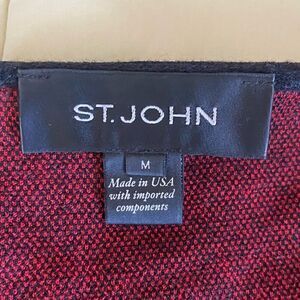 ST. JOHN
M
Made in USA
with imported
components